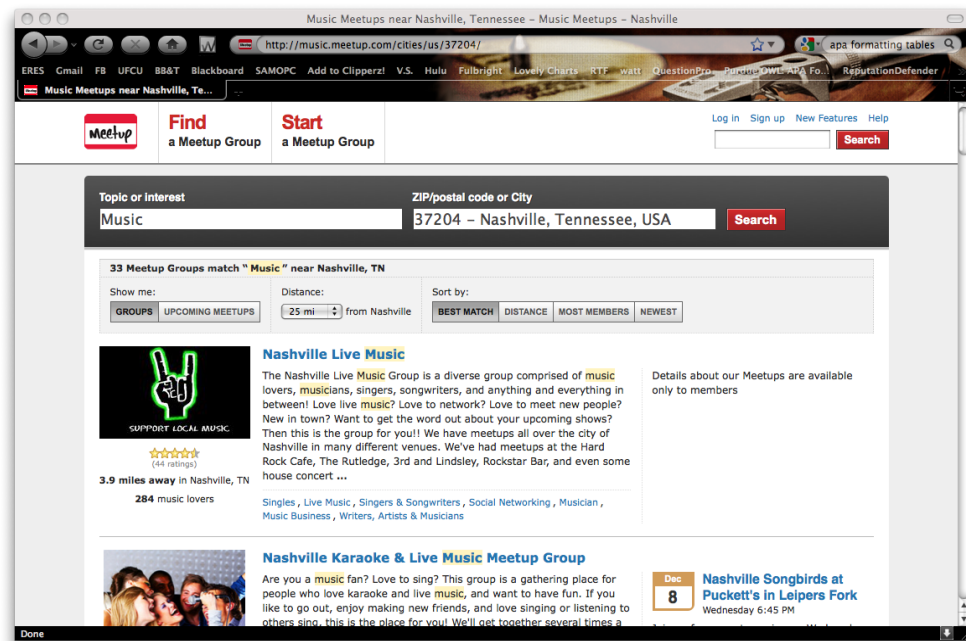 Music Meetups near Nashville, Tennessee – Music Meetups – Nashville
http://music.meetup.com/cities/us/37204/
apa formatting tables
ERES Gmail FB UFCU BB&T Blackboard SAMOPC Add to Clipperz! V.S. Hulu Fulbright Lovely Charts RTF watt QuestionPro Purdue OWL: APA Fo... ReputationDefender
Music Meetups near Nashville, Te...
Meetup
Find
a Meetup Group
Start
a Meetup Group
Log in Sign up New Features Help
Search
Topic or interest
ZIP/postal code or City
Music
37204 – Nashville, Tennessee, USA
Search
33 Meetup Groups match “Music” near Nashville, TN
Show me:
Distance:
Sort by:
GROUPS UPCOMING MEETUPS
25 mi from Nashville
BEST MATCH DISTANCE MOST MEMBERS NEWEST
SUPPORT LOCAL MUSIC
(44 ratings)
3.9 miles away in Nashville, TN
284 music lovers
Nashville Live Music
The Nashville Live Music Group is a diverse group comprised of music
lovers, musicians, singers, songwriters, and anything and everything in
between! Love live music? Love to network? Love to meet new people?
New in town? Want to get the word out about your upcoming shows?
Then this is the group for you!! We have meetups all over the city of
Nashville in many different venues. We've had meetups at the Hard
Rock Cafe, The Rutledge, 3rd and Lindsley, Rockstar Bar, and even some
house concert ...
Singles , Live Music , Singers & Songwriters , Social Networking , Musician ,
Music Business , Writers, Artists & Musicians
Details about our Meetups are available
only to members
Nashville Karaoke & Live Music Meetup Group
Are you a music fan? Love to sing? This group is a gathering place for
people who love karaoke and live music, and want to have fun. If you
like to go out, enjoy making new friends, and love singing or listening to
others sing, this is the place for you! We'll get together several times a
Dec
8
Nashville Songbirds at
Puckett's in Leipers Fork
Wednesday 6:45 PM
Done